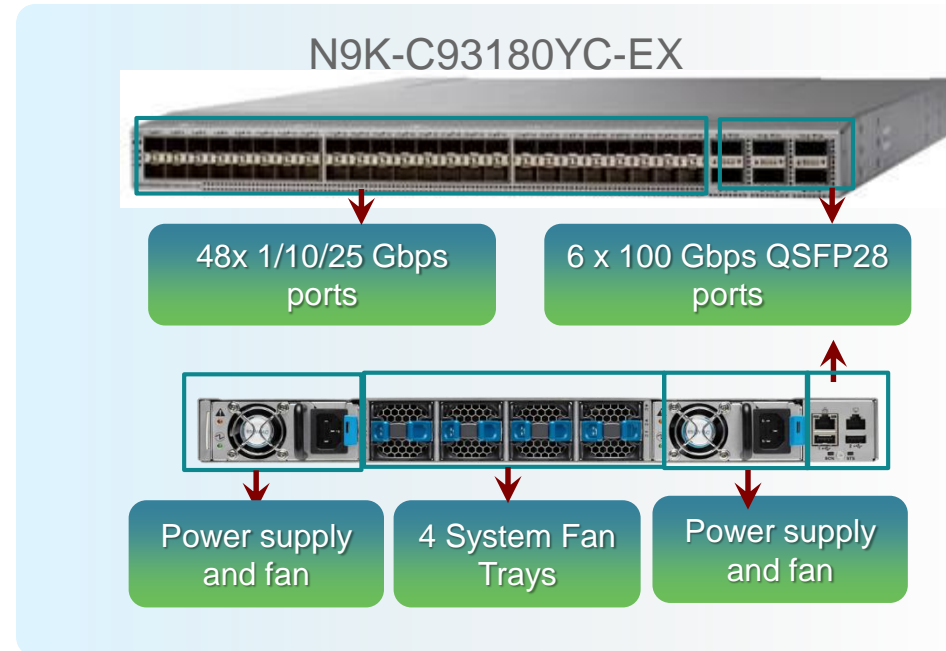 N9K-C93180YC-EX
48x 1/10/25 Gbps
ports
6 x 100 Gbps QSFP28
ports
Power supply
and fan
4 System Fan
Trays
Power supply
and fan